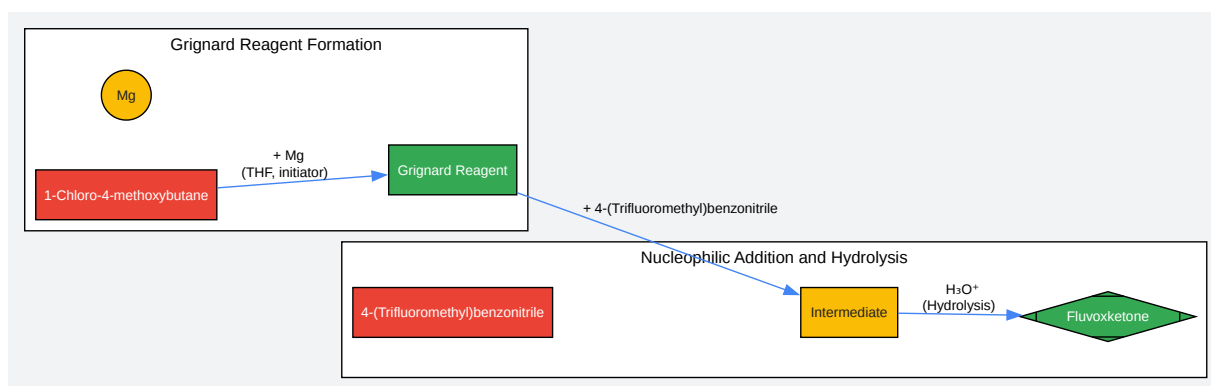 Grignard Reagent Formation
Mg
+ Mg
(THF, initiator)
Grignard Reagent
1-Chloro-4-methoxybutane
+ 4-(Trifluoromethyl)benzonitrile
Nucleophilic Addition and Hydrolysis
4-(Trifluoromethyl)benzonitrile
Intermediate
H₃O⁺
(Hydrolysis)
Fluvoxketone